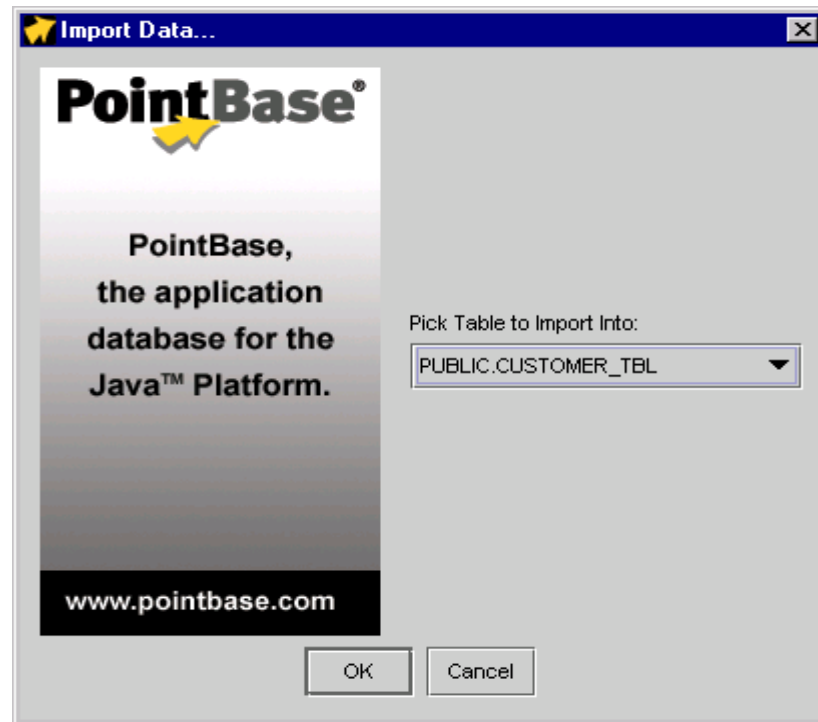 Import Data...
PointBase®
PointBase,
the application
database for the
Java™ Platform.
www.pointbase.com
Pick Table to Import Into:
PUBLIC.CUSTOMER_TBL
OK
Cancel